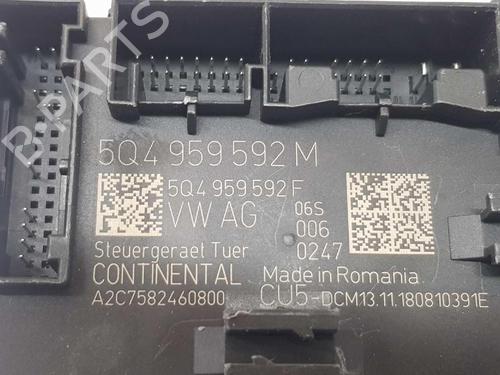 5Q4 959 592 M
5Q4 959 592 F
VW AG
06S
006
0247
Steuergeraet Tuer
CONTINENTAL Made in Romania
A2C7582460800 CU5-DCM13.11.180810391E
B-PARTS